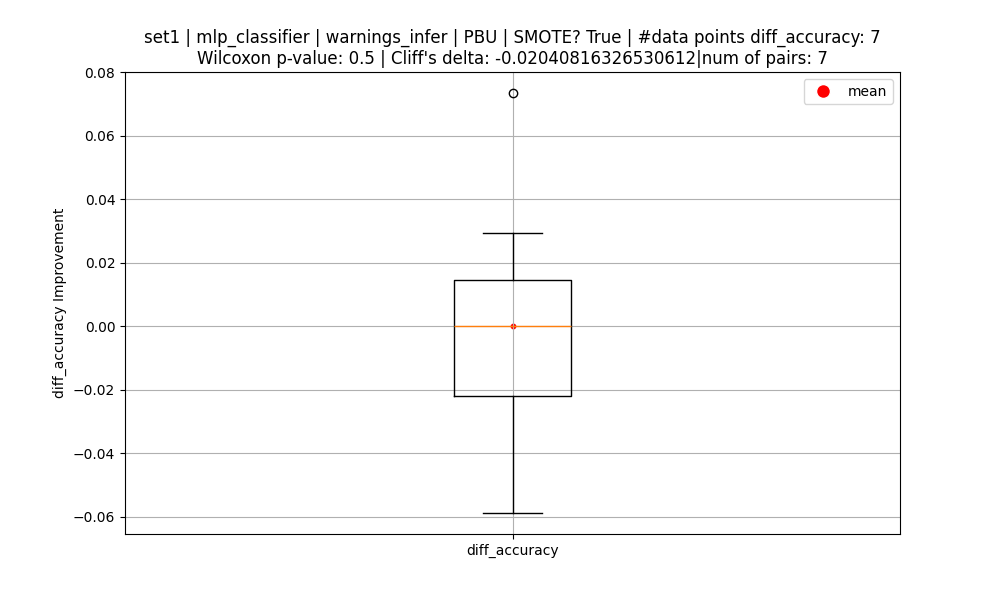 set1 | mlp_classifier | warnings_infer | PBU | SMOTE? True | #data points diff_accuracy: 7
Wilcoxon p-value: 0.5 | Cliff's delta: -0.02040816326530612|num of pairs: 7
mean
0.08
0.06
0.04
0.02
0.00
−0.02
−0.04
−0.06
diff_accuracy Improvement
diff_accuracy